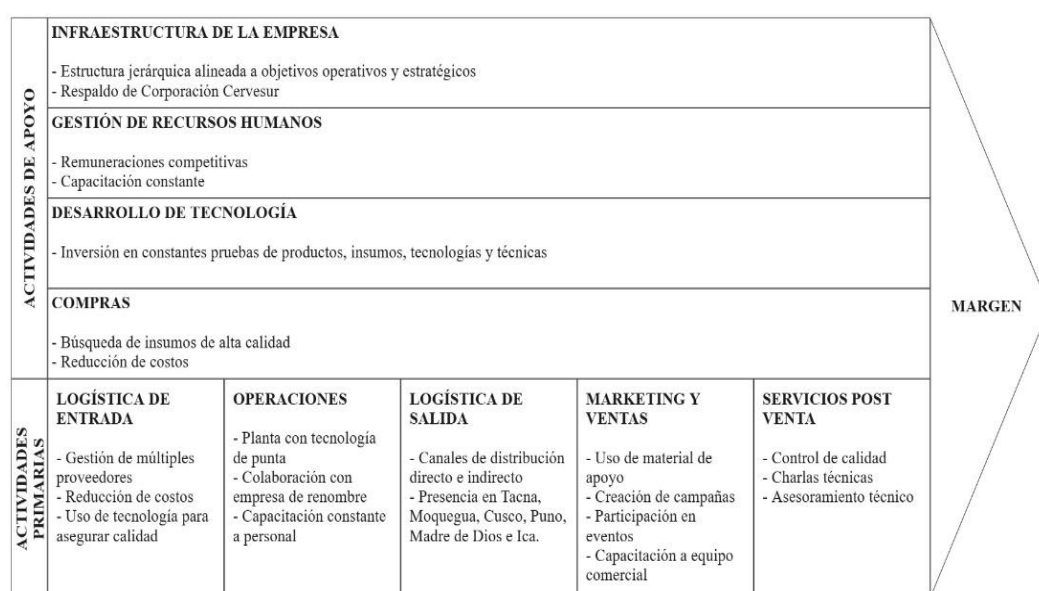 ACTIVIDADES DE APOYO
INFRAESTRUCTURA DE LA EMPRESA
- Estructura jerárquica alineada a objetivos operativos y estratégicos
- Respaldo de Corporación Cervesur
GESTIÓN DE RECURSOS HUMANOS
- Remuneraciones competitivas
- Capacitación constante
DESARROLLO DE TECNOLOGÍA
- Inversión en constantes pruebas de productos, insumos, tecnologías y técnicas
COMPRAS
- Búsqueda de insumos de alta calidad
- Reducción de costos
ACTIVIDADES
PRIMARIAS
LOGÍSTICA DE
ENTRADA
- Gestión de múltiples
proveedores
- Reducción de costos
- Uso de tecnología para
asegurar calidad
OPERACIONES
- Planta con tecnología
de punta
- Colaboración con
empresa de renombre
- Capacitación constante
a personal
LOGÍSTICA DE
SALIDA
- Canales de distribución
directo e indirecto
- Presencia en Tacna,
Moquegua, Cusco, Puno,
Madre de Dios e Ica.
MARKETING Y
VENTAS
- Uso de material de
apoyo
- Creación de campañas
- Participación en
eventos
- Capacitación a equipo
comercial
SERVICIOS POST
VENTA
- Control de calidad
- Charlas técnicas
- Asesoramiento técnico
MARGEN